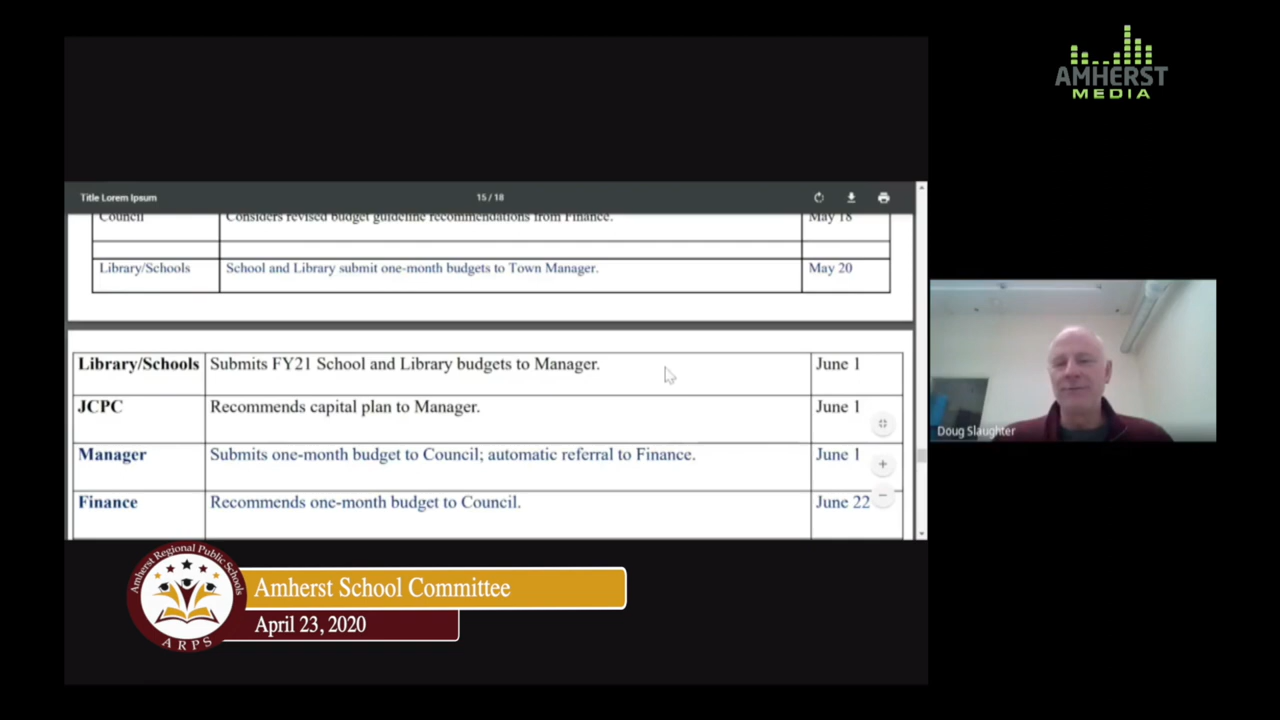 AMHERST
MEDIA
Title Lorem Ipsum 15 / 18
Council Considers revised budget guideline recommendations from Finance. May 18
Library/Schools School and Library submit one-month budgets to Town Manager. May 20
Library/Schools Submits FY21 School and Library budgets to Manager. June 1
JCPC Recommends capital plan to Manager. June 1
Manager Submits one-month budget to Council; automatic referral to Finance. June 1
Finance Recommends one-month budget to Council. June 22
Doug Slaughter
Amherst Regional Public Schools
ARPS
Amherst School Committee
April 23, 2020